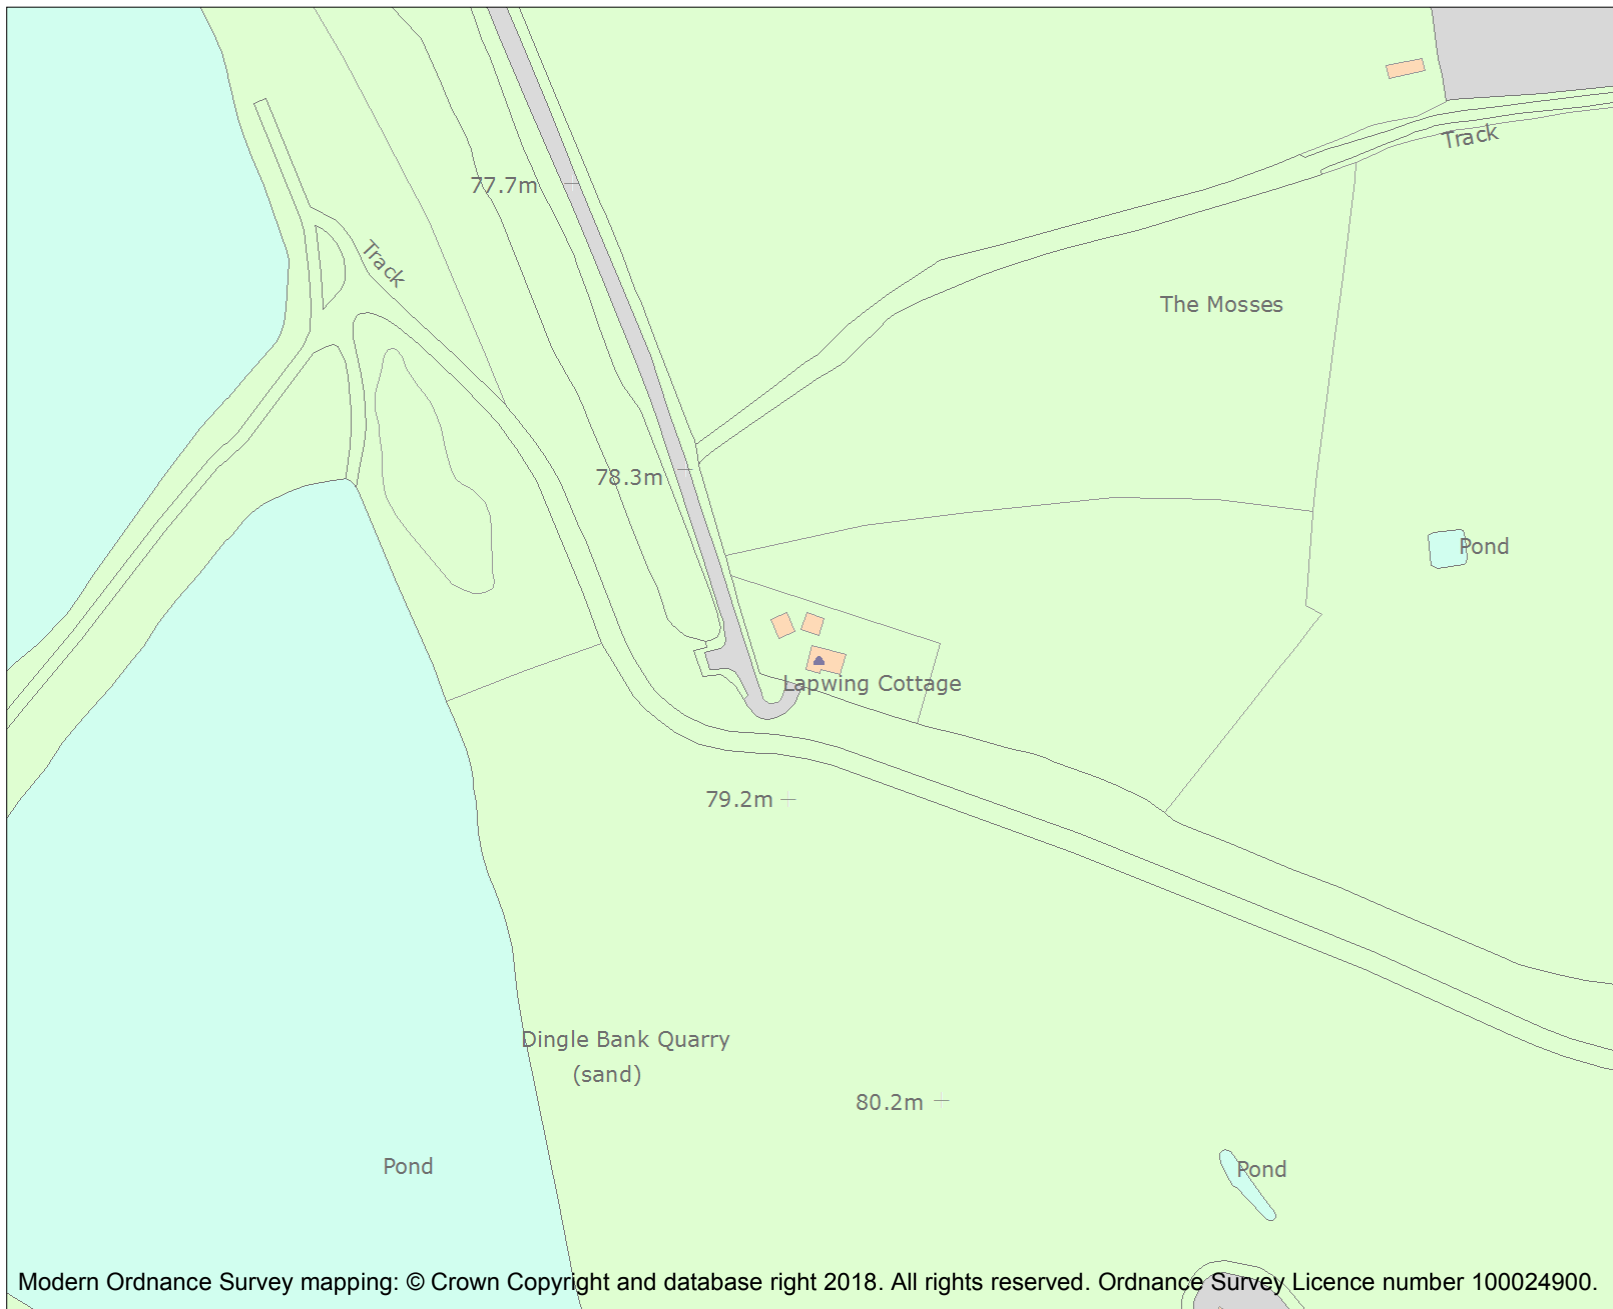 Track
77.7m
Track
The Mosses
78.3m
Pond
Lapwing Cottage
79.2m
Dingle Bank Quarry
(sand)
80.2m
Pond
Pond
Modern Ordnance Survey mapping: © Crown Copyright and database right 2018. All rights reserved. Ordnance Survey Licence number 100024900.